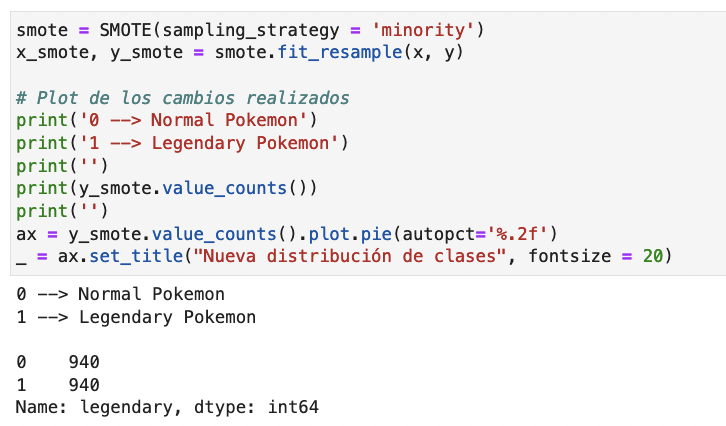 smote = SMOTE(sampling_strategy = 'minority')
x_smote, y_smote = smote.fit_resample(x, y)
# Plot de los cambios realizados
print('0 --> Normal Pokemon')
print('1 --> Legendary Pokemon')
print('')
print(y_smote.value_counts())
print('')
ax = y_smote.value_counts().plot.pie(autopct='%.2f')
_ = ax.set_title("Nueva distribución de clases", fontsize = 20)
0 --> Normal Pokemon
1 --> Legendary Pokemon
0    940
1    940
Name: legendary, dtype: int64